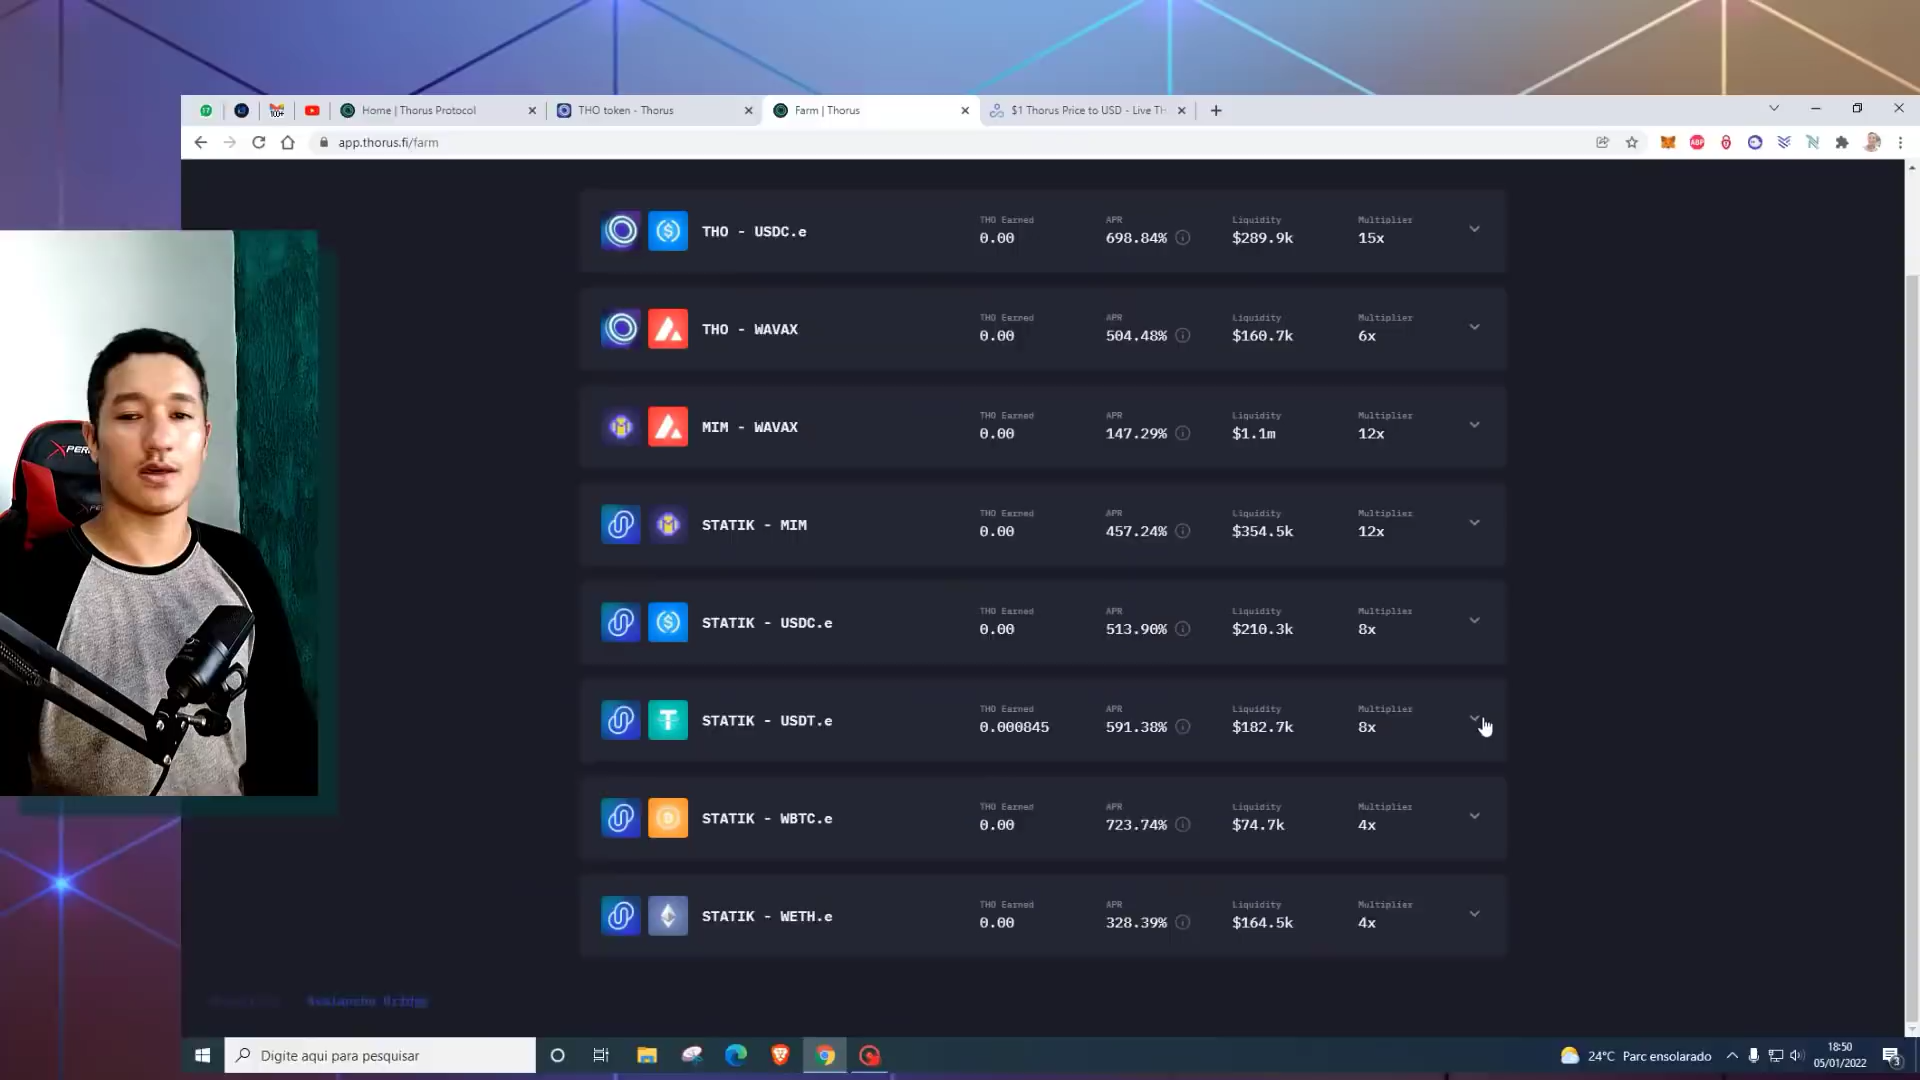 Home | Thorus Protocol
THO token - Thorus
Farm | Thorus
$1 Thorus Price to USD - Live TH
app.thorus.fi/farm
ABP
THO - USDC.e
THO Earned
0.00
APR
698.84%
Liquidity
$289.9k
Multiplier
15x
THO - WAVAX
THO Earned
0.00
APR
504.48%
Liquidity
$160.7k
Multiplier
6x
MIM - WAVAX
THO Earned
0.00
APR
147.29%
Liquidity
$1.1m
Multiplier
12x
STATIK - MIM
THO Earned
0.00
APR
457.24%
Liquidity
$354.5k
Multiplier
12x
STATIK - USDC.e
THO Earned
0.00
APR
513.90%
Liquidity
$210.3k
Multiplier
8x
STATIK - USDT.e
THO Earned
0.000845
APR
591.38%
Liquidity
$182.7k
Multiplier
8x
STATIK - WBTC.e
THO Earned
0.00
APR
723.74%
Liquidity
$74.7k
Multiplier
4x
STATIK - WETH.e
THO Earned
0.00
APR
328.39%
Liquidity
$164.5k
Multiplier
4x
Avalanche Bridge
Digite aqui para pesquisar
24°C Parc ensolarado
18:50
05/01/2022
3